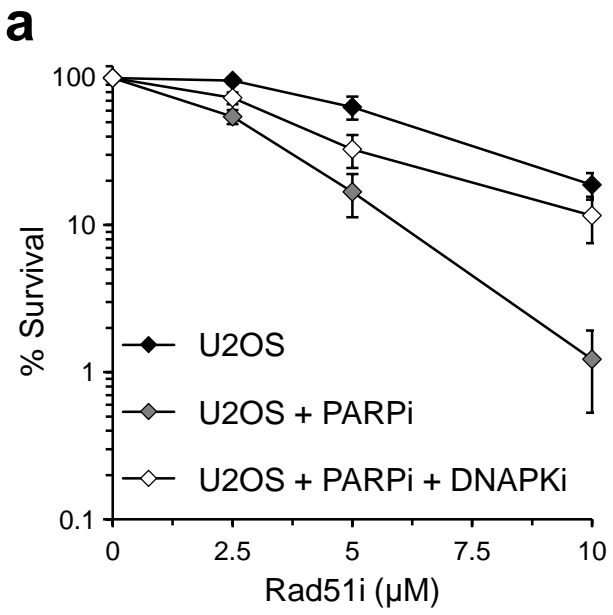 a
100
10
1
0.1
% Survival
U2OS
U2OS + PARPi
U2OS + PARPi + DNAPKi
0 2.5 5 7.5 10
Rad51i (µM)